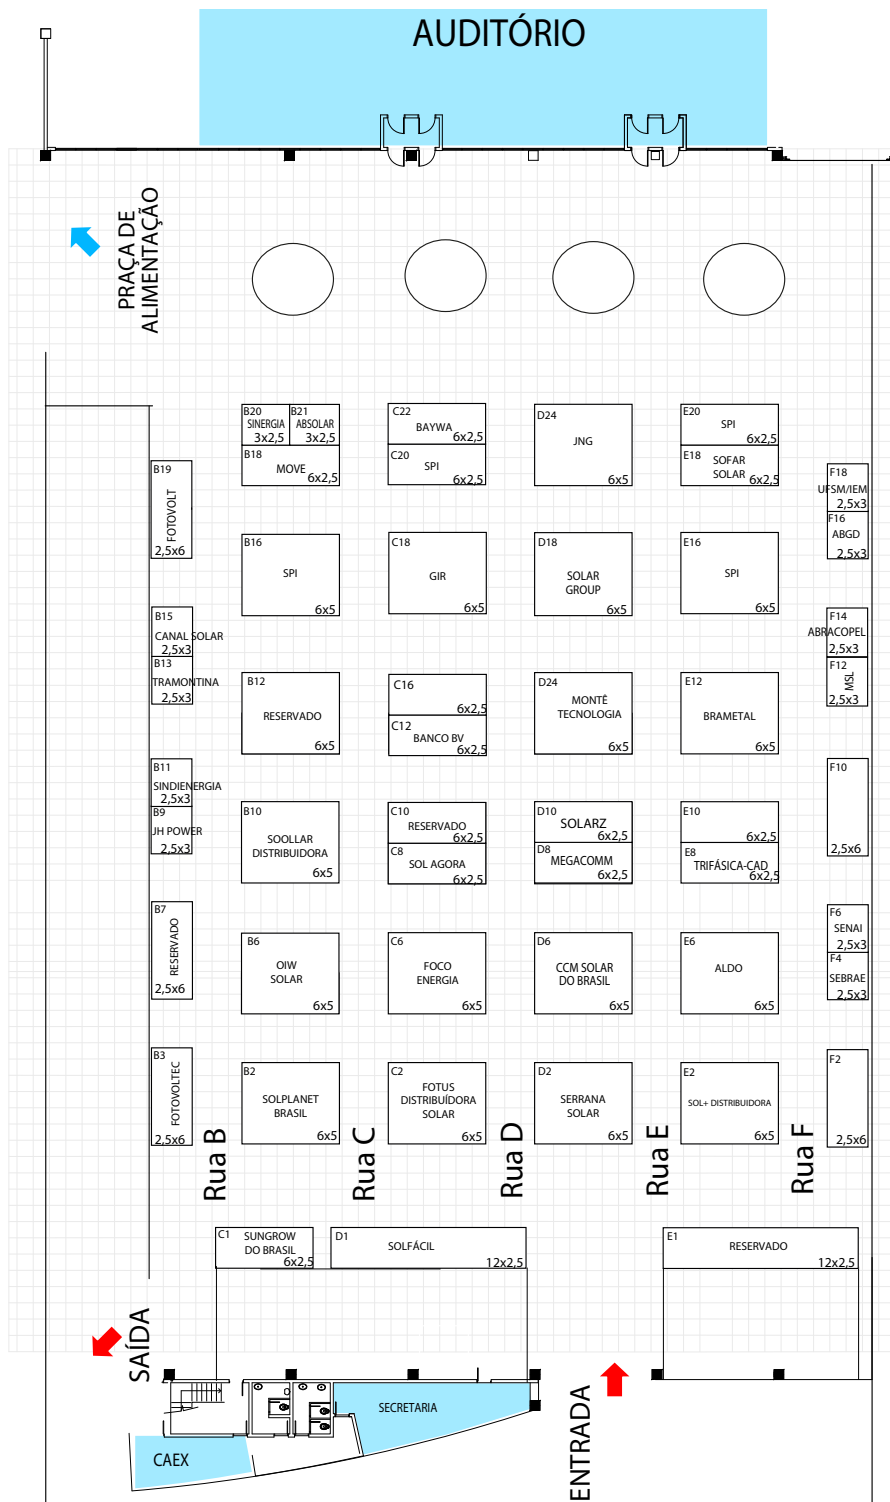 AUDITÓRIO
PRAÇA DE
ALIMENTAÇÃO
B20
SINERGIA
3x2,5
B21
ABSOLAR
3x2,5
B18
MOVE
6x2,5
C22
BAYWA
6x2,5
C20
SPI
6x2,5
D24
JNG
6x5
E20
SPI
6x2,5
E18
SOFAR
SOLAR
6x2,5
B19
FOTOVOLT
2,5x6
F18
UFSM/IEM
2,5x3
F16
ABGD
2,5x3
B16
SPI
6x5
C18
GIR
6x5
D18
SOLAR
GROUP
6x5
E16
SPI
6x5
B15
CANAL SOLAR
2,5x3
B13
TRAMONTINA
2,5x3
F14
ABRACOPEL
2,5x3
F12
MSL
2,5x3
B12
RESERVADO
6x5
C16
6x2,5
C12
BANCO BV
6x2,5
D24
MONTÊ
TECNOLOGIA
6x5
E12
BRAMETAL
6x5
B11
SINDIENERGIA
2,5x3
B9
JH POWER
2,5x3
F10
2,5x6
B10
SOOLLAR
DISTRIBUIDORA
6x5
C10
RESERVADO
6x2,5
C8
SOL AGORA
6x2,5
D10
SOLARZ
6x2,5
D8
MEGACOMM
6x2,5
E10
6x2,5
E8
TRIFÁSICA-CAD
6x2,5
B7
RESERVADO
2,5x6
F6
SENAI
2,5x3
F4
SEBRAE
2,5x3
B6
OIW
SOLAR
6x5
C6
FOCO
ENERGIA
6x5
D6
CCM SOLAR
DO BRASIL
6x5
E6
ALDO
6x5
B3
FOTOVOLTEC
2,5x6
B2
SOLPLANET
BRASIL
6x5
C2
FOTUS
DISTRIBUÍDORA
SOLAR
6x5
D2
SERRANA
SOLAR
6x5
E2
SOL+ DISTRIBUIDORA
6x5
F2
2,5x6
Rua B
Rua C
Rua D
Rua E
Rua F
C1
SUNGROW
DO BRASIL
6x2,5
D1
SOLFÁCIL
12x2,5
E1
RESERVADO
12x2,5
SAÍDA
ENTRADA
SECRETARIA
CAEX